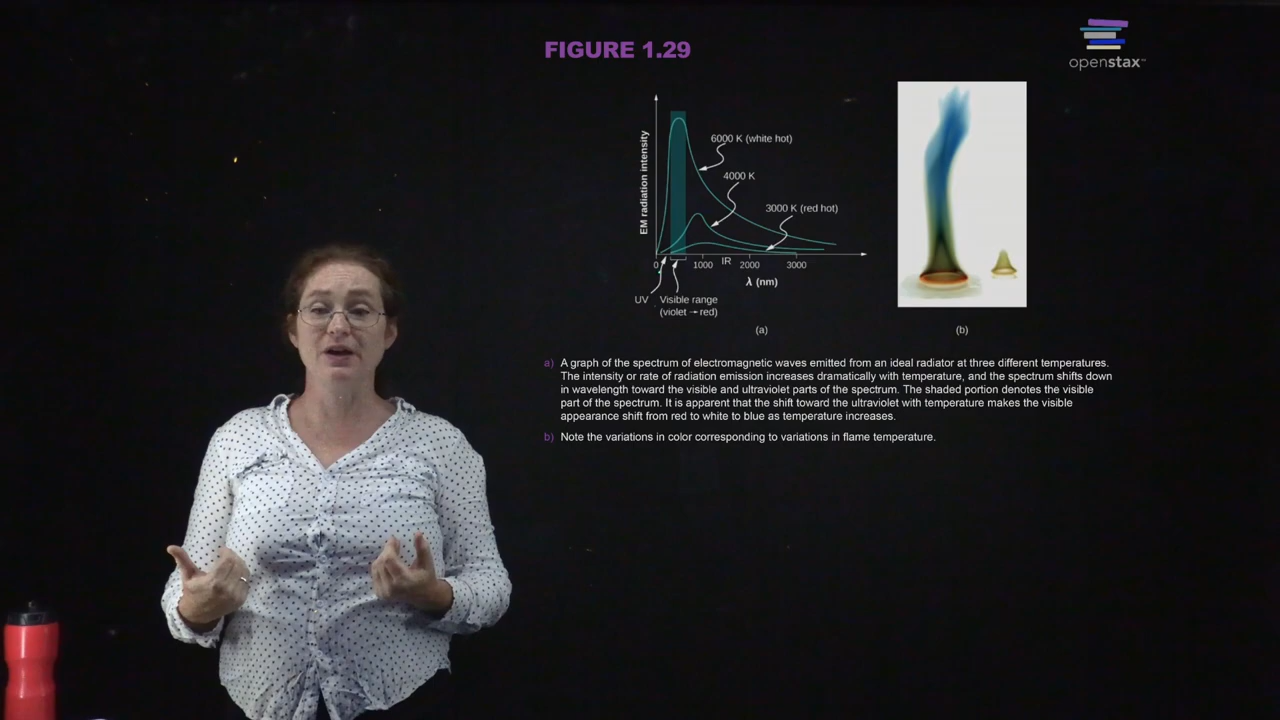 FIGURE 1.29
openstax™
EM radiation intensity
6000 K (white hot)
4000 K
3000 K (red hot)
0
1000
IR
2000
3000
λ (nm)
UV
Visible range
(violet → red)
(a)
(b)
a) A graph of the spectrum of electromagnetic waves emitted from an ideal radiator at three different temperatures.
The intensity or rate of radiation emission increases dramatically with temperature, and the spectrum shifts down
in wavelength toward the visible and ultraviolet parts of the spectrum. The shaded portion denotes the visible
part of the spectrum. It is apparent that the shift toward the ultraviolet with temperature makes the visible
appearance shift from red to white to blue as temperature increases.
b) Note the variations in color corresponding to variations in flame temperature.